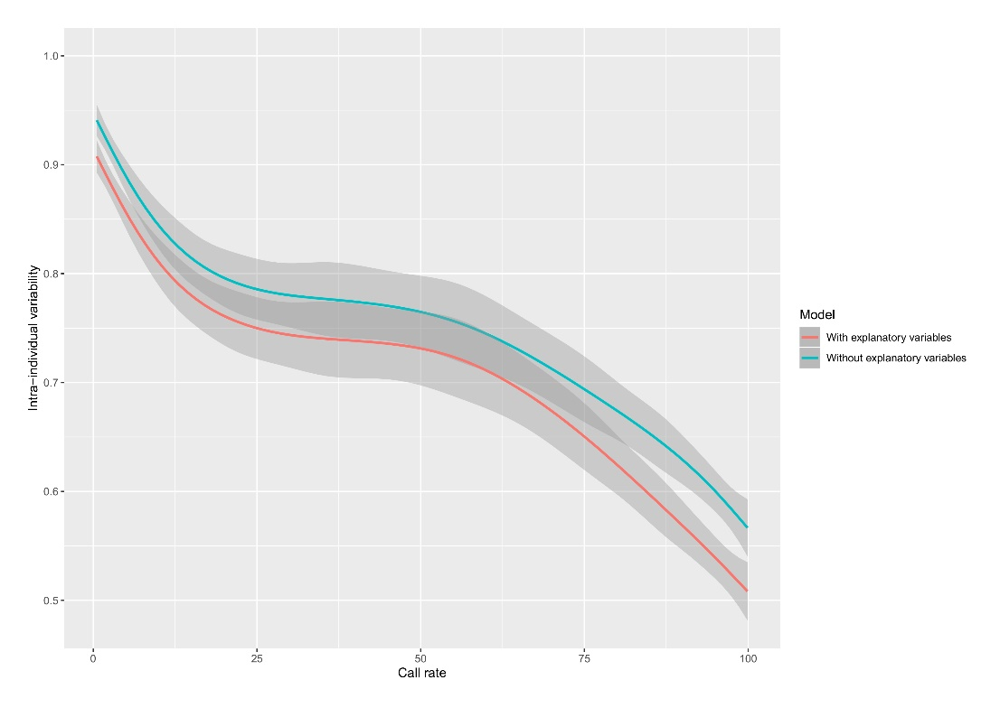 1.0
0.9
0.8
0.7
0.6
0.5
Intra−individual variability
0
25
50
75
100
Call rate
Model
With explanatory variables
Without explanatory variables